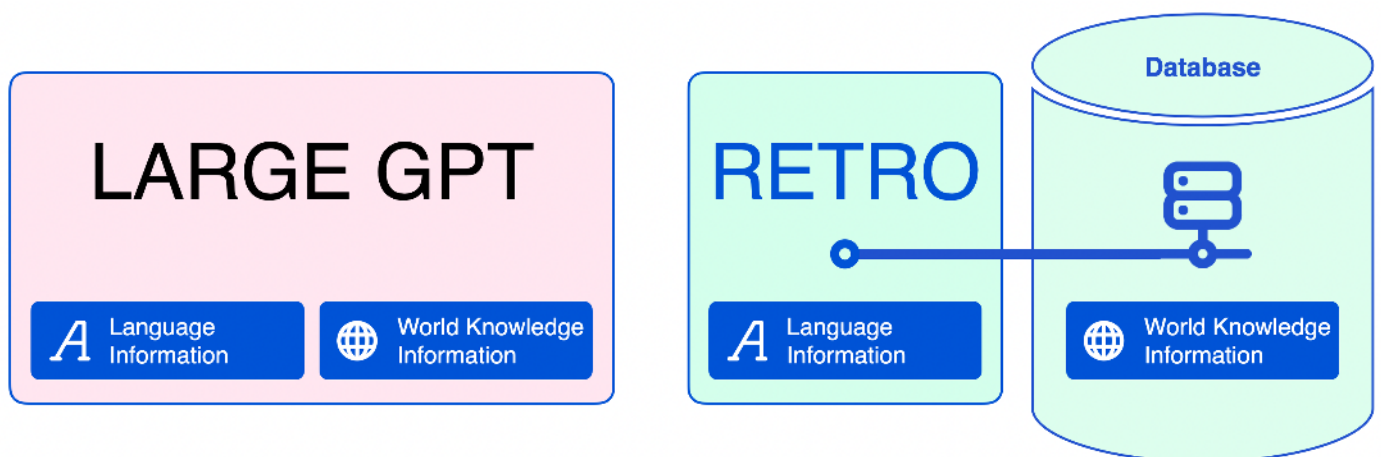 LARGE GPT
Language
Information
World Knowledge
Information
RETRO
Language
Information
Database
World Knowledge
Information